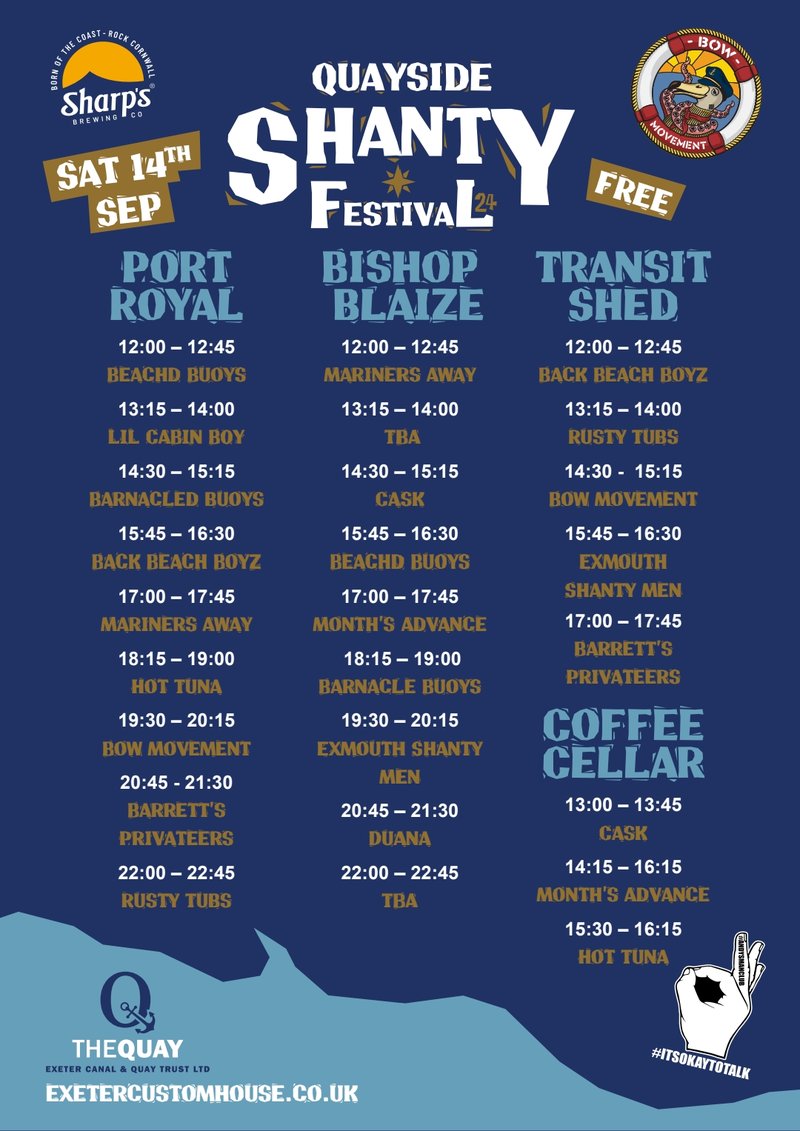 BORN OF THE COAST - ROCK CORNWALL
Sharp's
BREWING CO
SAT 14TH
SEP
QUAYSIDE
SHANTY
FESTIVAL 24
- BOW -
MOVEMENT
FREE
PORT
ROYAL
12:00 – 12:45
BEACHD BUOYS
13:15 – 14:00
LIL CABIN BOY
14:30 – 15:15
BARNACLED BUOYS
15:45 – 16:30
BACK BEACH BOYZ
17:00 – 17:45
MARINERS AWAY
18:15 – 19:00
HOT TUNA
19:30 – 20:15
BOW MOVEMENT
20:45 - 21:30
BARRETT'S
PRIVATEERS
22:00 – 22:45
RUSTY TUBS
BISHOP
BLAIZE
12:00 – 12:45
MARINERS AWAY
13:15 – 14:00
TBA
14:30 – 15:15
CASK
15:45 – 16:30
BEACHD BUOYS
17:00 – 17:45
MONTH'S ADVANCE
18:15 – 19:00
BARNACLE BUOYS
19:30 – 20:15
EXMOUTH SHANTY
MEN
20:45 – 21:30
DUANA
22:00 – 22:45
TBA
TRANSIT
SHED
12:00 – 12:45
BACK BEACH BOYZ
13:15 – 14:00
RUSTY TUBS
14:30 - 15:15
BOW MOVEMENT
15:45 – 16:30
EXMOUTH
SHANTY MEN
17:00 – 17:45
BARRETT'S
PRIVATEERS
COFFEE
CELLAR
13:00 – 13:45
CASK
14:15 – 16:15
MONTH'S ADVANCE
15:30 – 16:15
HOT TUNA
Q
THEQUAY
EXETER CANAL & QUAY TRUST LTD
EXETERCUSTOMHOUSE.CO.UK
@ANDYSMANCLUB
#ITSOKAYTOTALK